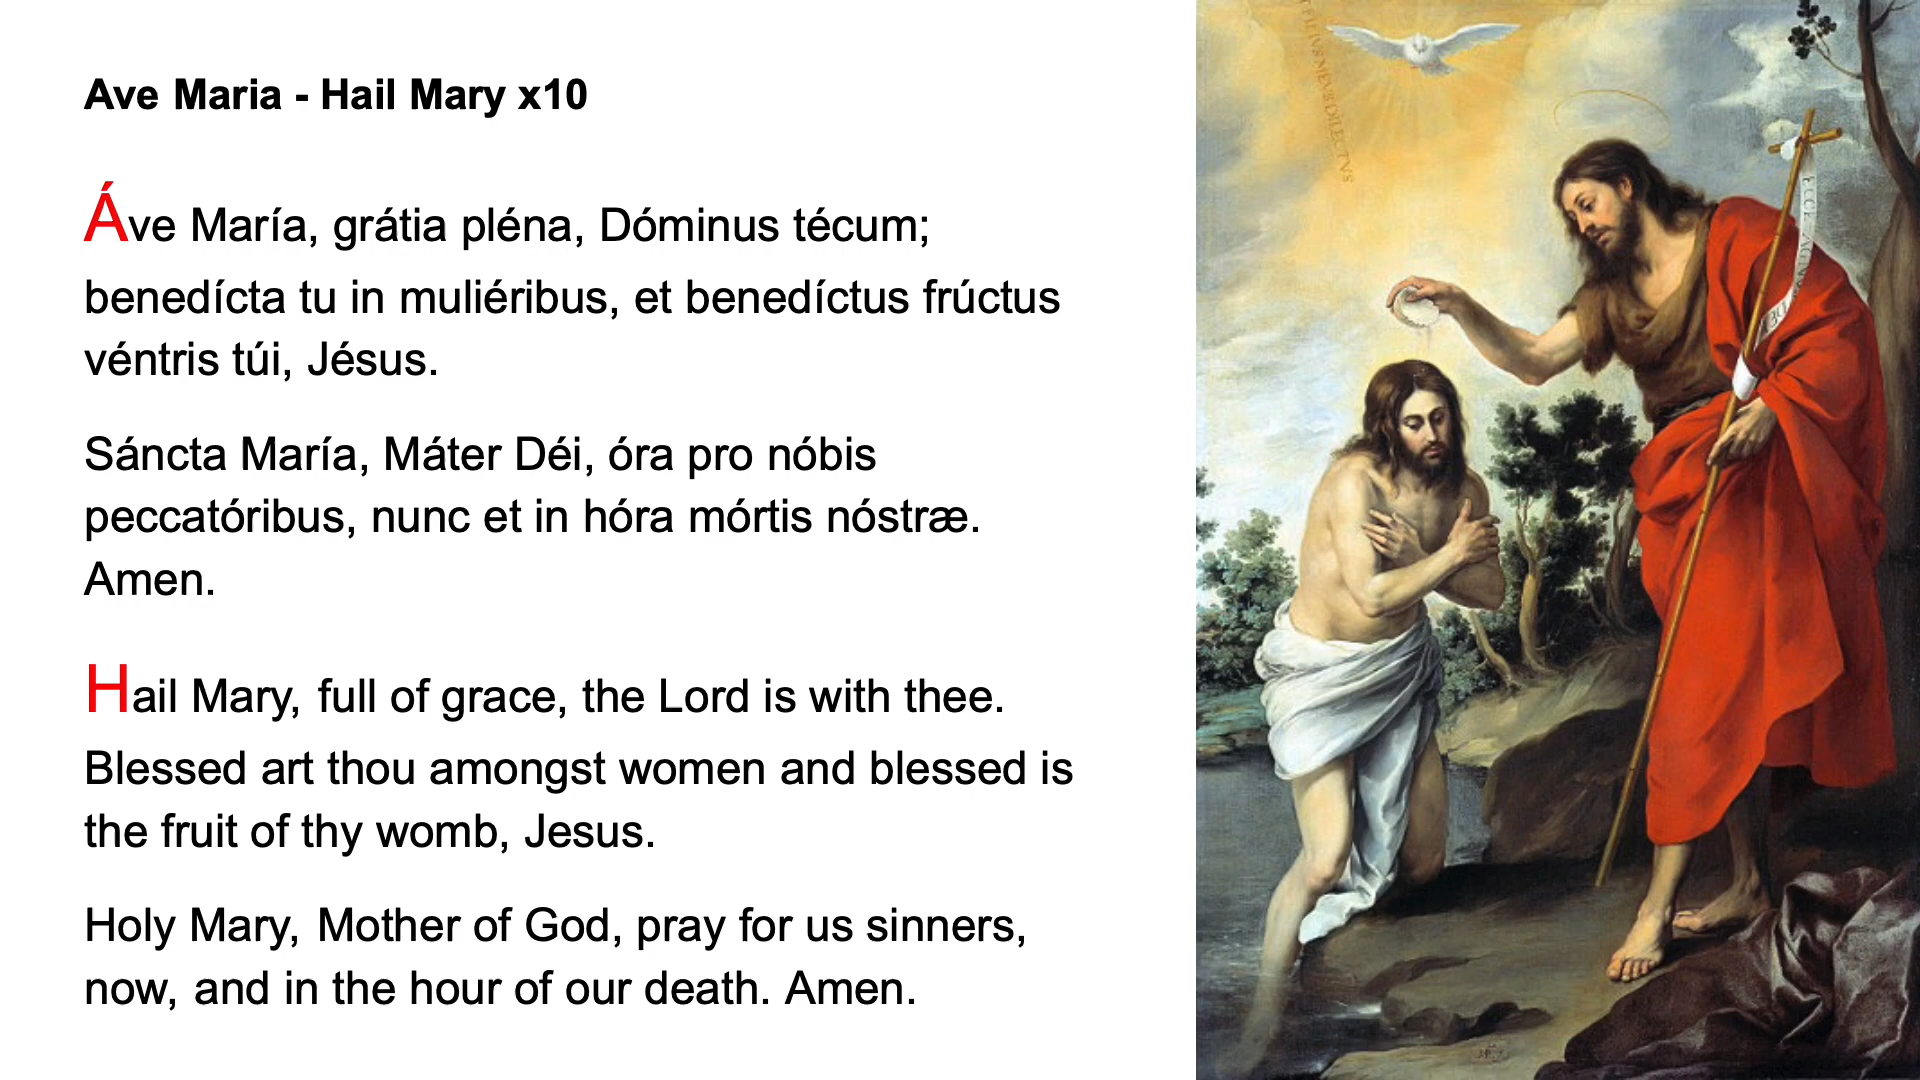 Ave Maria - Hail Mary x10
Áve María, grátia pléna, Dóminus técum;
benedícta tu in muliéribus, et benedíctus frúctus
véntris túi, Jésus.
Sáncta María, Máter Déi, óra pro nóbis
peccatóribus, nunc et in hóra mórtis nóstræ.
Amen.
Hail Mary, full of grace, the Lord is with thee.
Blessed art thou amongst women and blessed is
the fruit of thy womb, Jesus.
Holy Mary, Mother of God, pray for us sinners,
now, and in the hour of our death. Amen.
DILECTVS